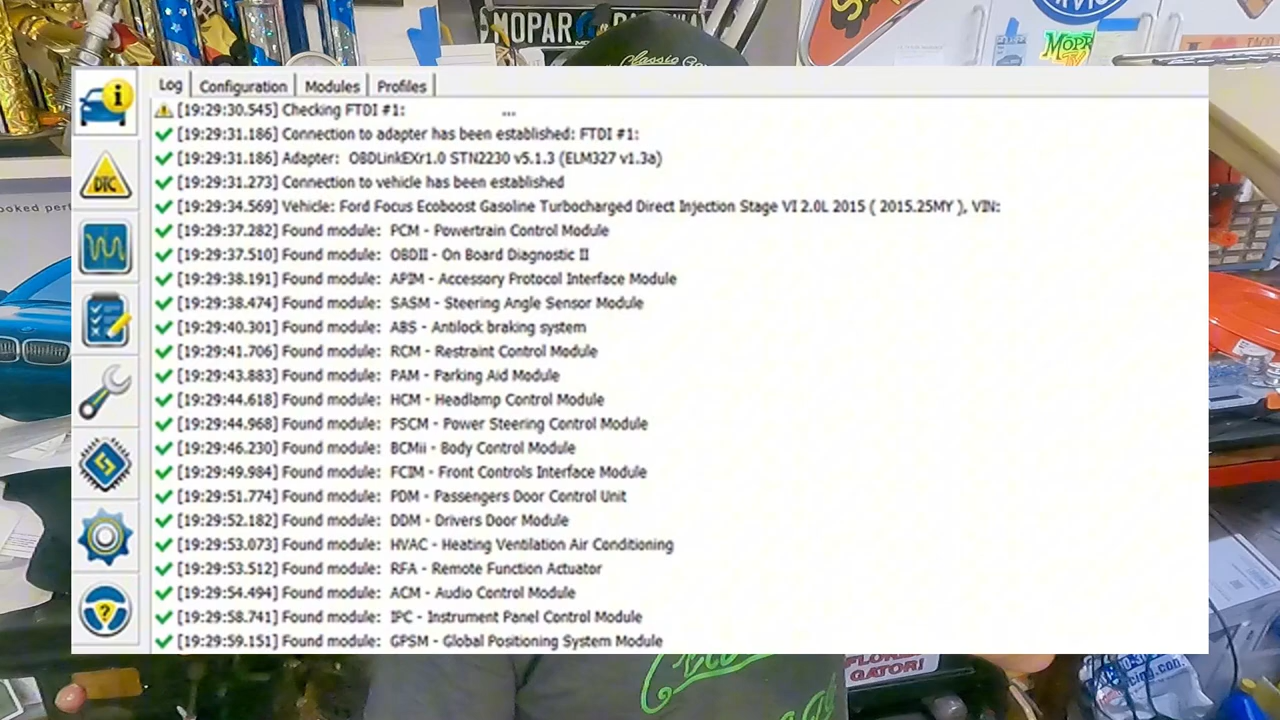 MOPAR
Classic
MOPR
Log Configuration Modules Profiles
[19:29:30.545] Checking FTDI #1: ...
[19:29:31.186] Connection to adapter has been established: FTDI #1:
[19:29:31.186] Adapter: OBDLinkEXr1.0 STN2230 v5.1.3 (ELM327 v1.3a)
[19:29:31.273] Connection to vehicle has been established
[19:29:34.569] Vehicle: Ford Focus Ecoboost Gasoline Turbocharged Direct Injection Stage VI 2.0L 2015 ( 2015.25MY ), VIN:
[19:29:37.282] Found module: PCM - Powertrain Control Module
[19:29:37.510] Found module: OBDII - On Board Diagnostic II
[19:29:38.191] Found module: APIM - Accessory Protocol Interface Module
[19:29:38.474] Found module: SASM - Steering Angle Sensor Module
[19:29:40.301] Found module: ABS - Antilock braking system
[19:29:41.706] Found module: RCM - Restraint Control Module
[19:29:43.883] Found module: PAM - Parking Aid Module
[19:29:44.618] Found module: HCM - Headlamp Control Module
[19:29:44.968] Found module: PSCM - Power Steering Control Module
[19:29:46.230] Found module: BCMii - Body Control Module
[19:29:49.984] Found module: FCIM - Front Controls Interface Module
[19:29:51.774] Found module: PDM - Passengers Door Control Unit
[19:29:52.182] Found module: DDM - Drivers Door Module
[19:29:53.073] Found module: HVAC - Heating Ventilation Air Conditioning
[19:29:53.512] Found module: RFA - Remote Function Actuator
[19:29:54.494] Found module: ACM - Audio Control Module
[19:29:58.741] Found module: IPC - Instrument Panel Control Module
[19:29:59.151] Found module: GPSM - Global Positioning System Module
DTC
GATOR!